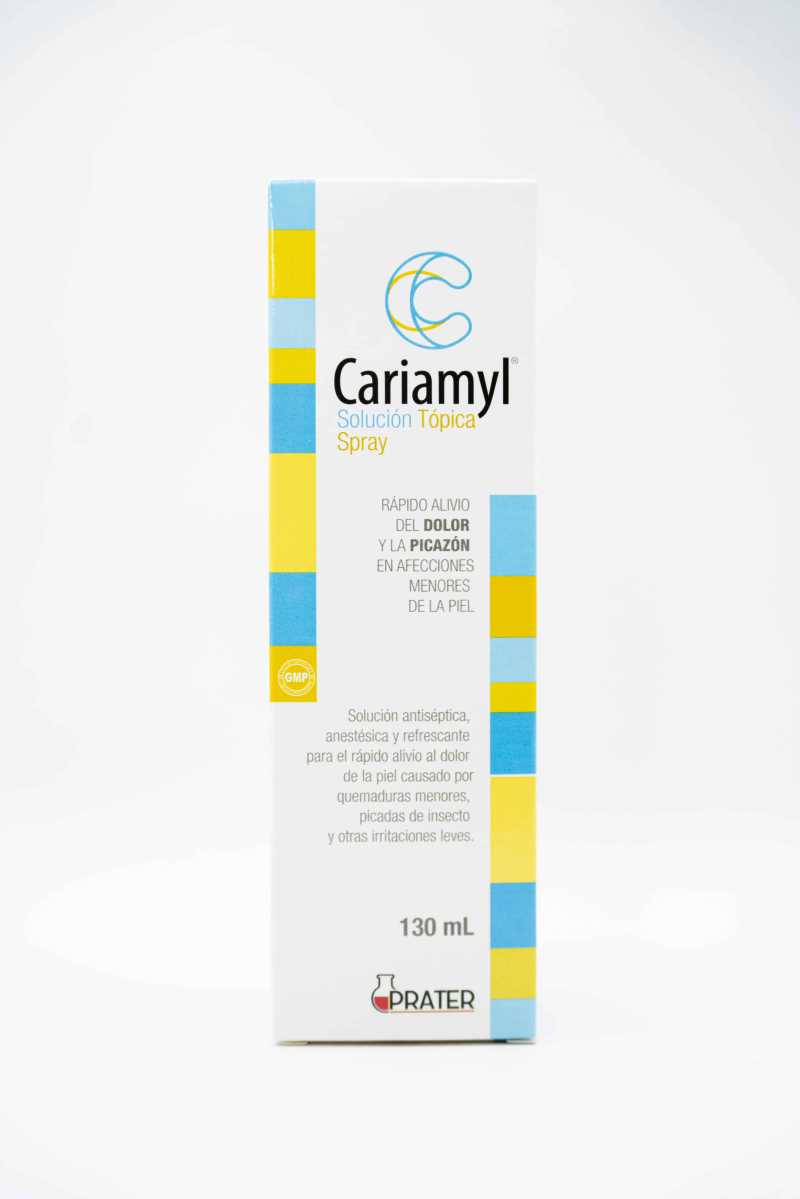 Cariamyl®
Solución Tópica
Spray
RÁPIDO ALIVIO
DEL DOLOR
Y LA PICAZÓN
EN AFECCIONES
MENORES
DE LA PIEL
GMP
Solución antiséptica,
anestésica y refrescante
para el rápido alivio al dolor
de la piel causado por
quemaduras menores,
picadas de insecto
y otras irritaciones leves.
130 mL
PRATER